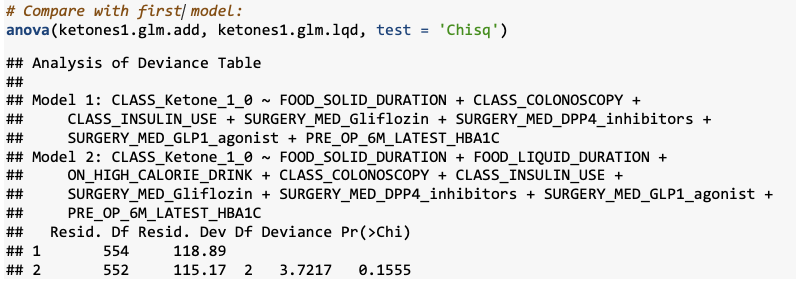 # Compare with first model:
anova(ketones1.glm.add, ketones1.glm.lqd, test = 'Chisq')
## Analysis of Deviance Table
##
## Model 1: CLASS_Ketone_1_0 ~ FOOD_SOLID_DURATION + CLASS_COLONOSCOPY +
##     CLASS_INSULIN_USE + SURGERY_MED_Gliflozin + SURGERY_MED_DPP4_inhibitors +
##     SURGERY_MED_GLP1_agonist + PRE_OP_6M_LATEST_HBA1C
## Model 2: CLASS_Ketone_1_0 ~ FOOD_SOLID_DURATION + FOOD_LIQUID_DURATION +
##     ON_HIGH_CALORIE_DRINK + CLASS_COLONOSCOPY + CLASS_INSULIN_USE +
##     SURGERY_MED_Gliflozin + SURGERY_MED_DPP4_inhibitors + SURGERY_MED_GLP1_agonist +
##     PRE_OP_6M_LATEST_HBA1C
##   Resid. Df Resid. Dev Df Deviance Pr(>Chi)
## 1       554     118.89
## 2       552     115.17  2   3.7217   0.1555